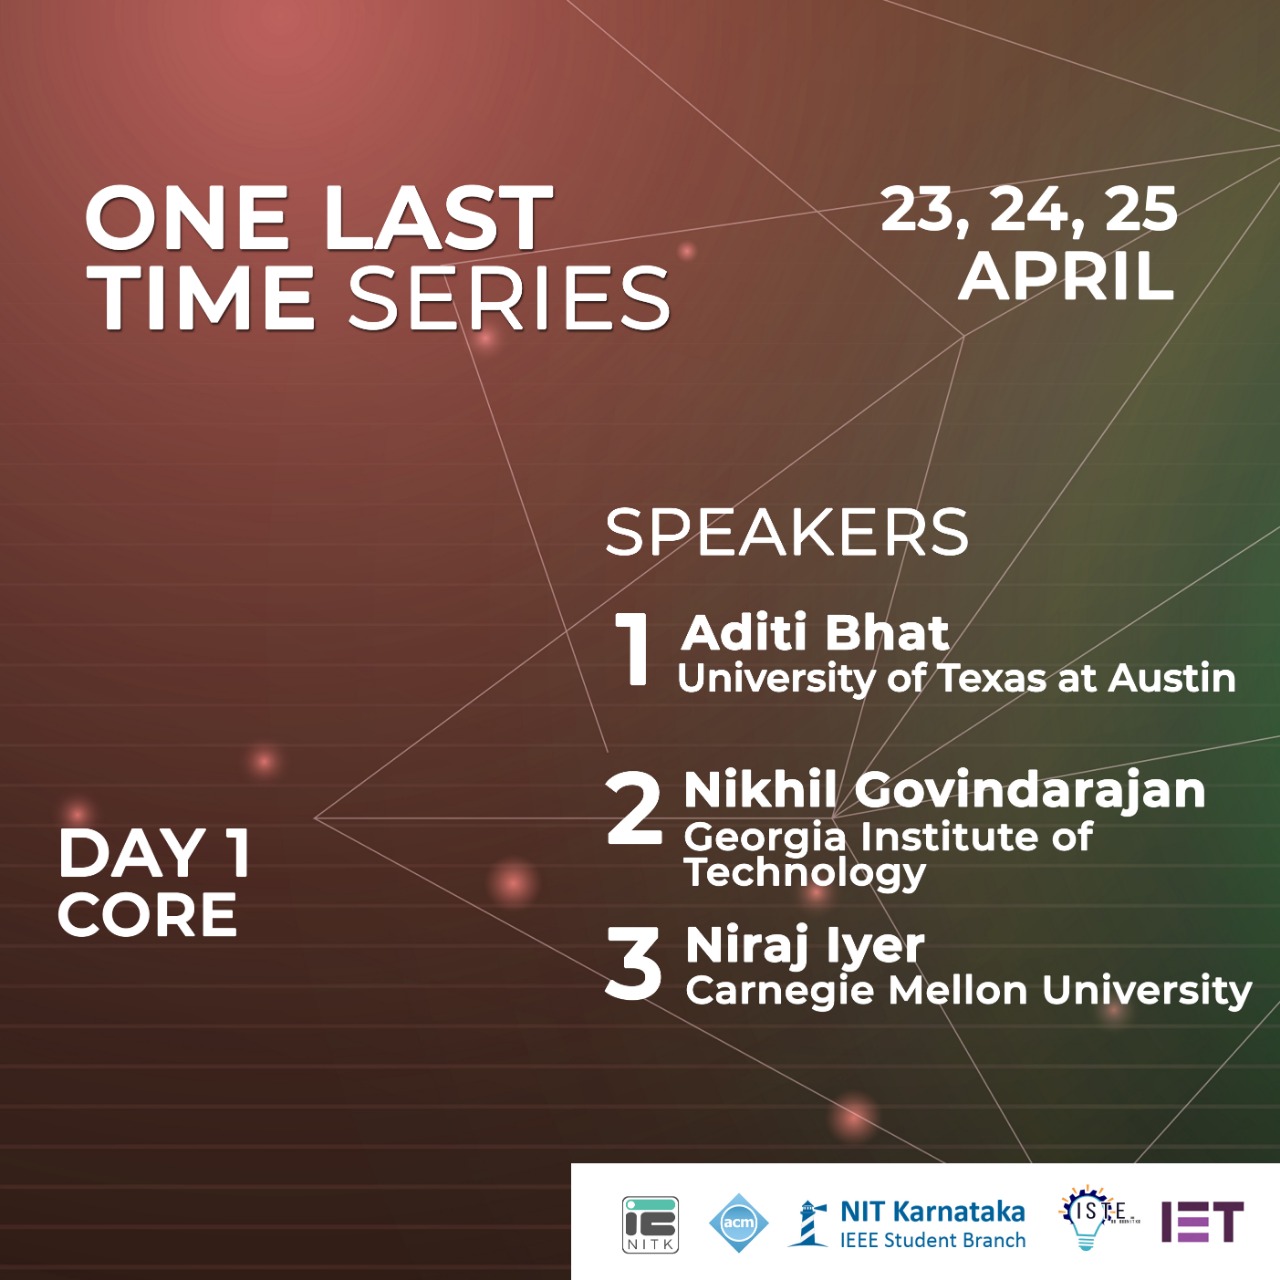 ONE LAST
TIME SERIES
23, 24, 25
APRIL
SPEAKERS
1 Aditi Bhat
University of Texas at Austin
2 Nikhil Govindarajan
Georgia Institute of
Technology
3 Niraj Iyer
Carnegie Mellon University
DAY 1
CORE
NITK
acm
NIT Karnataka
IEEE Student Branch
ISTE
IET